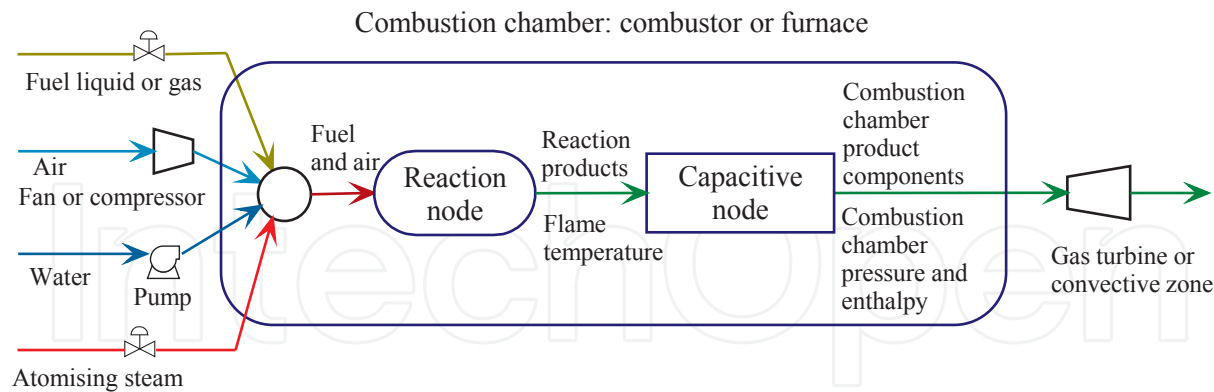 Combustion chamber: combustor or furnace
Fuel liquid or gas
Air
Fan or compressor
Water
Pump
Atomising steam
Fuel
and air
Reaction
node
Reaction
products
Flame
temperature
Capacitive
node
Combustion
chamber
product
components
Combustion
chamber
pressure and
enthalpy
Gas turbine or
convective zone
IntechOpen